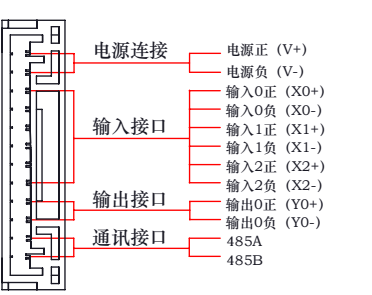 电源连接
电源正 (V+)
电源负 (V-)
输入接口
输入0正 (X0+)
输入0负 (X0-)
输入1正 (X1+)
输入1负 (X1-)
输入2正 (X2+)
输入2负 (X2-)
输出接口
输出0正 (Y0+)
输出0负 (Y0-)
通讯接口
485A
485B